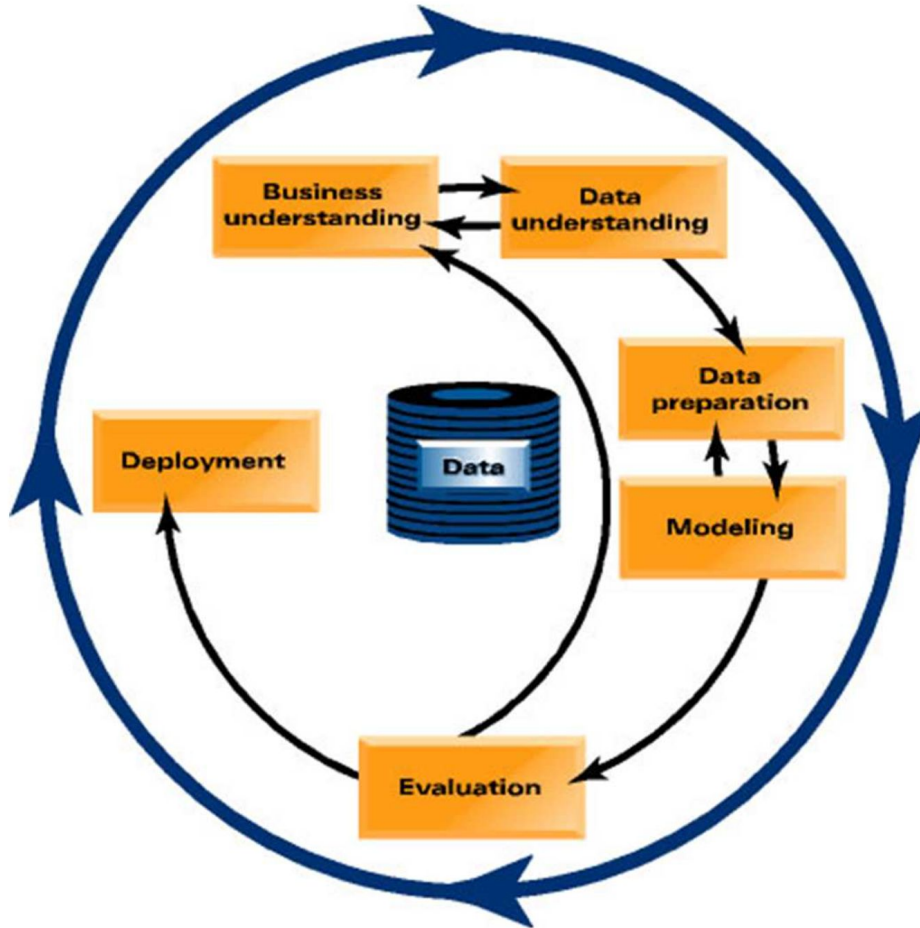 Business
understanding
Data
understanding
Data
preparation
Deployment
Data
Modeling
Evaluation